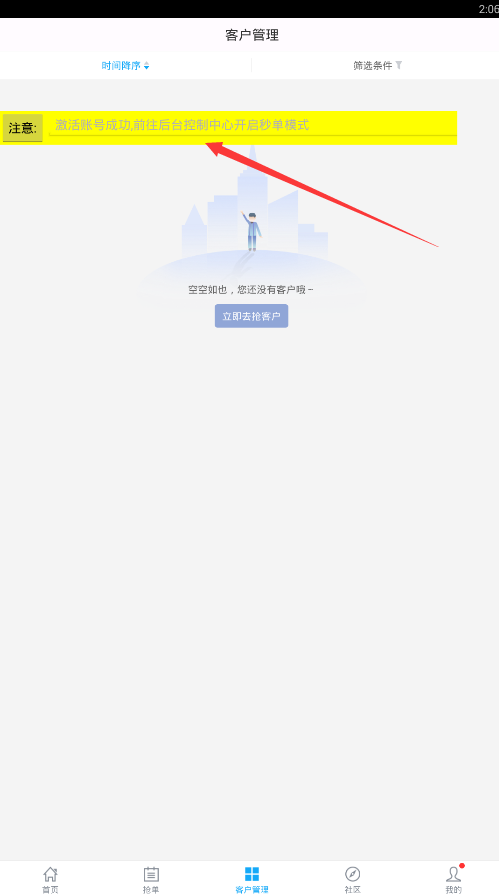 2:06
客户管理
时间降序 筛选条件
注意: 激活账号成功,前往后台控制中心开启秒单模式
空空如也，您还没有客户哦~
立即去抢客户
首页 抢单 客户管理 社区 我的